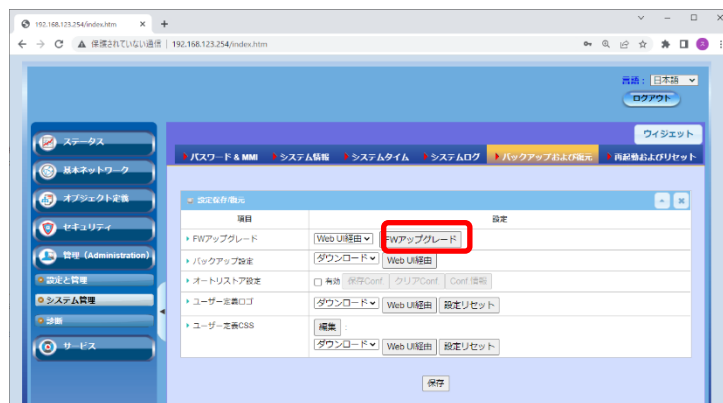 192.168.123.254/index.htm
保護されていない通信 | 192.168.123.254/index.htm
言語： 日本語
ログアウト
ウィジェット
パスワード & MMI システム情報 システムタイム システムログ バックアップおよび復元 再起動およびリセット
ステータス
基本ネットワーク
オブジェクト定義
セキュリティ
管理 (Administration)
設定と管理
システム管理
診断
サービス
設定保存/復元
項目 設定
FWアップグレード Web UI経由 FWアップグレード
バックアップ設定 ダウンロード Web UI経由
オートリストア設定 有効 保存Conf クリアConf Conf 情報
ユーザー定義ロゴ ダウンロード Web UI経由 設定リセット
ユーザー定義CSS 編集 :
ダウンロード Web UI経由 設定リセット
保存